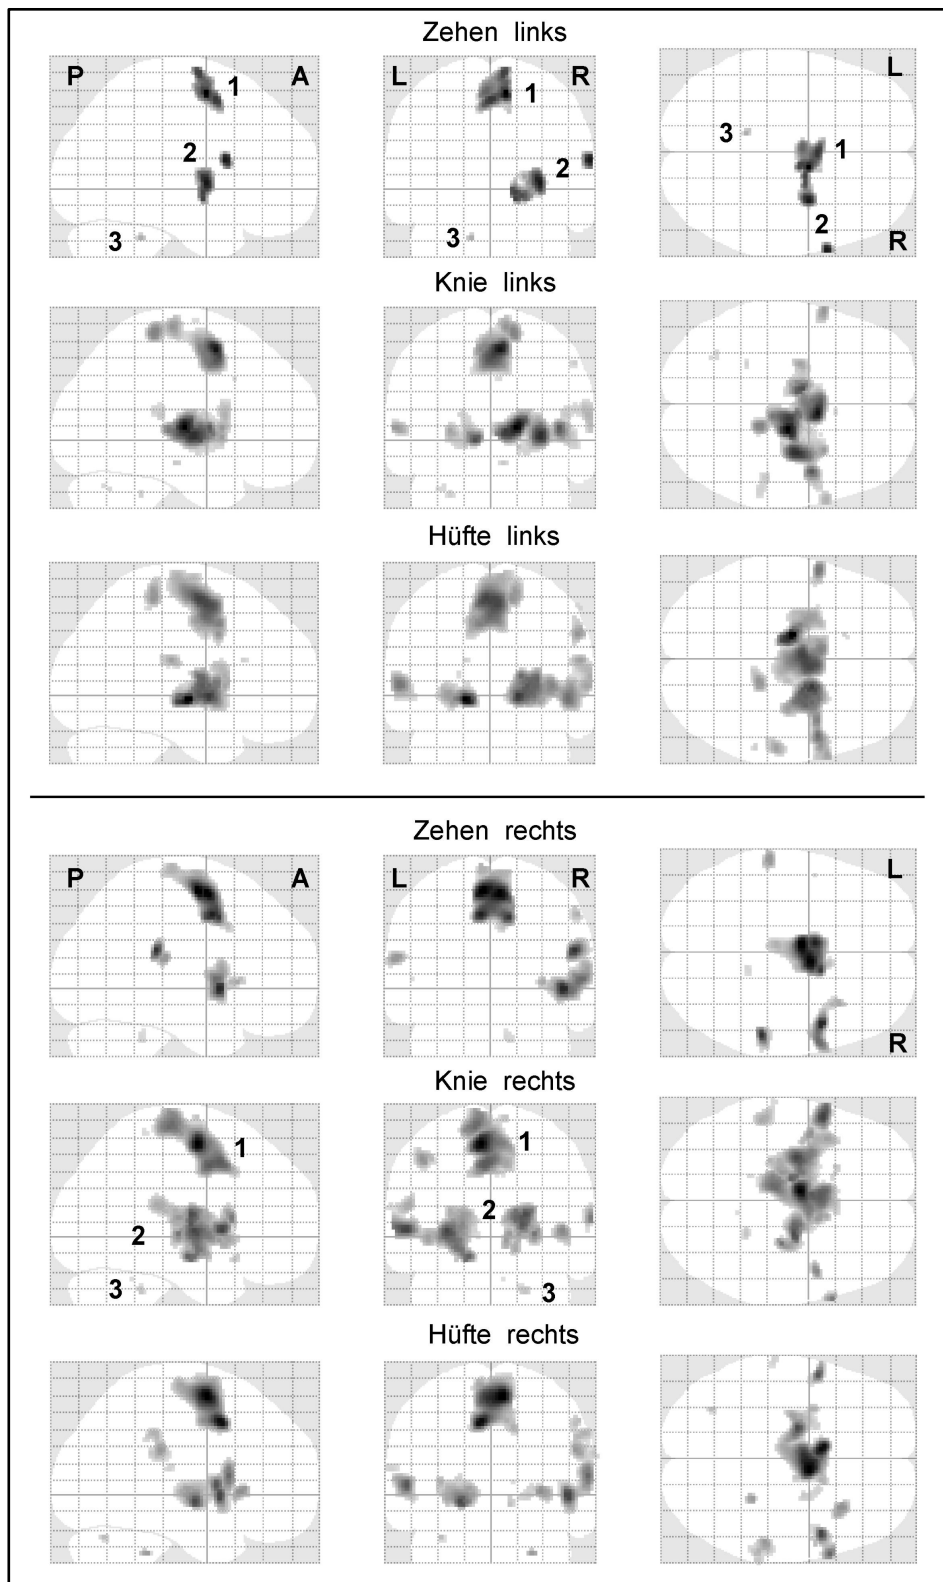 Zehen links
P A L R L
1 1 3 1
2 2 2
3 3 R
Knie links
Hüfte links
Zehen rechts
P A L R L
R
Knie rechts
1 1
2 2
3 3
Hüfte rechts